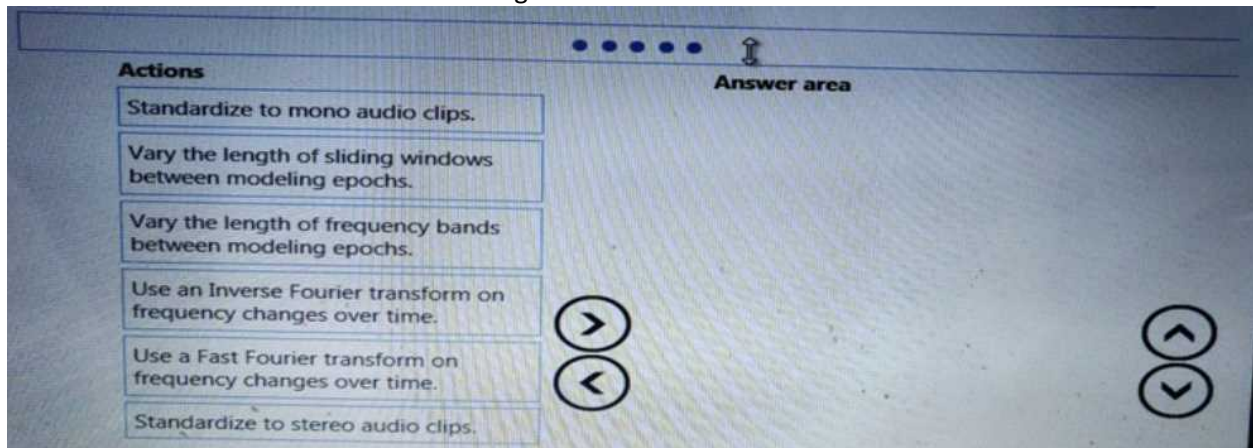 Actions
Answer area
Standardize to mono audio clips.
Vary the length of sliding windows
between modeling epochs.
Vary the length of frequency bands
between modeling epochs.
Use an Inverse Fourier transform on
frequency changes over time.
Use a Fast Fourier transform on
frequency changes over time.
Standardize to stereo audio clips.